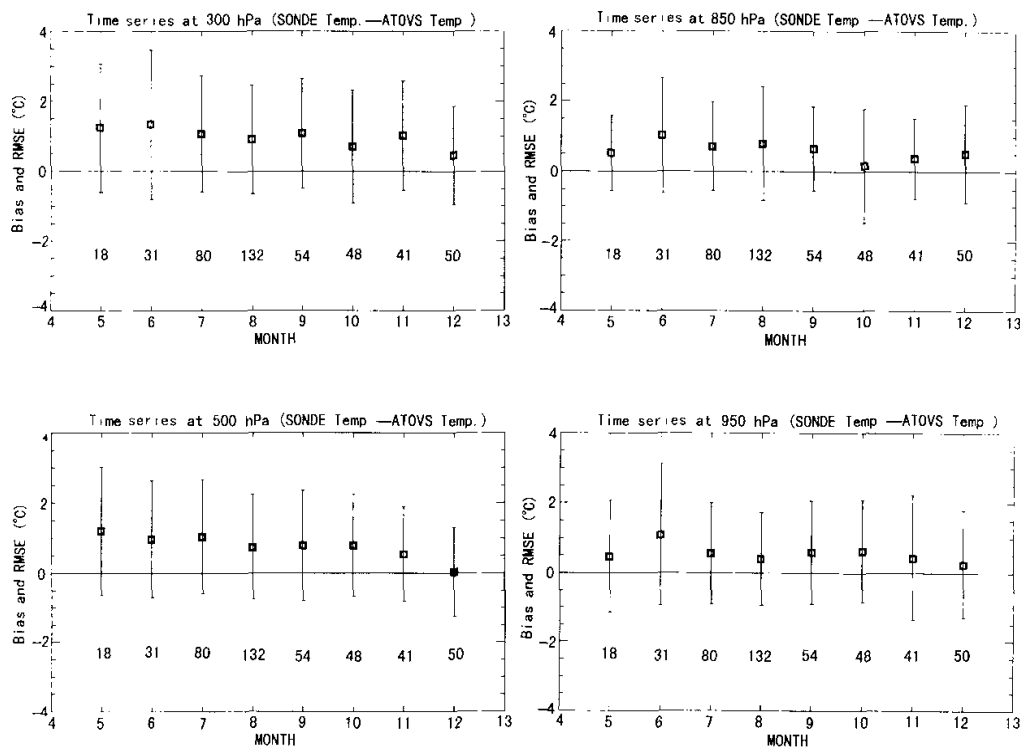 Time series at 300 hPa (SONDE Temp.—ATOVS Temp )
Bias and RMSE (°C)
4
2
0
−2
−4
18 31 80 132 54 48 41 50
4 5 6 7 8 9 10 11 12 13
MONTH
Time series at 850 hPa (SONDE Temp.—ATOVS Temp.)
Bias and RMSE (°C)
4
2
0
−2
−4
18 31 80 132 54 48 41 50
4 5 6 7 8 9 10 11 12 13
MONTH
Time series at 500 hPa (SONDE Temp —ATOVS Temp.)
Bias and RMSE (°C)
4
2
0
−2
−4
18 31 80 132 54 48 41 50
4 5 6 7 8 9 10 11 12 13
MONTH
Time series at 950 hPa (SONDE Temp —ATOVS Temp )
Bias and RMSE (°C)
4
2
0
−2
−4
18 31 80 132 54 48 41 50
4 5 6 7 8 9 10 11 12 13
MONTH